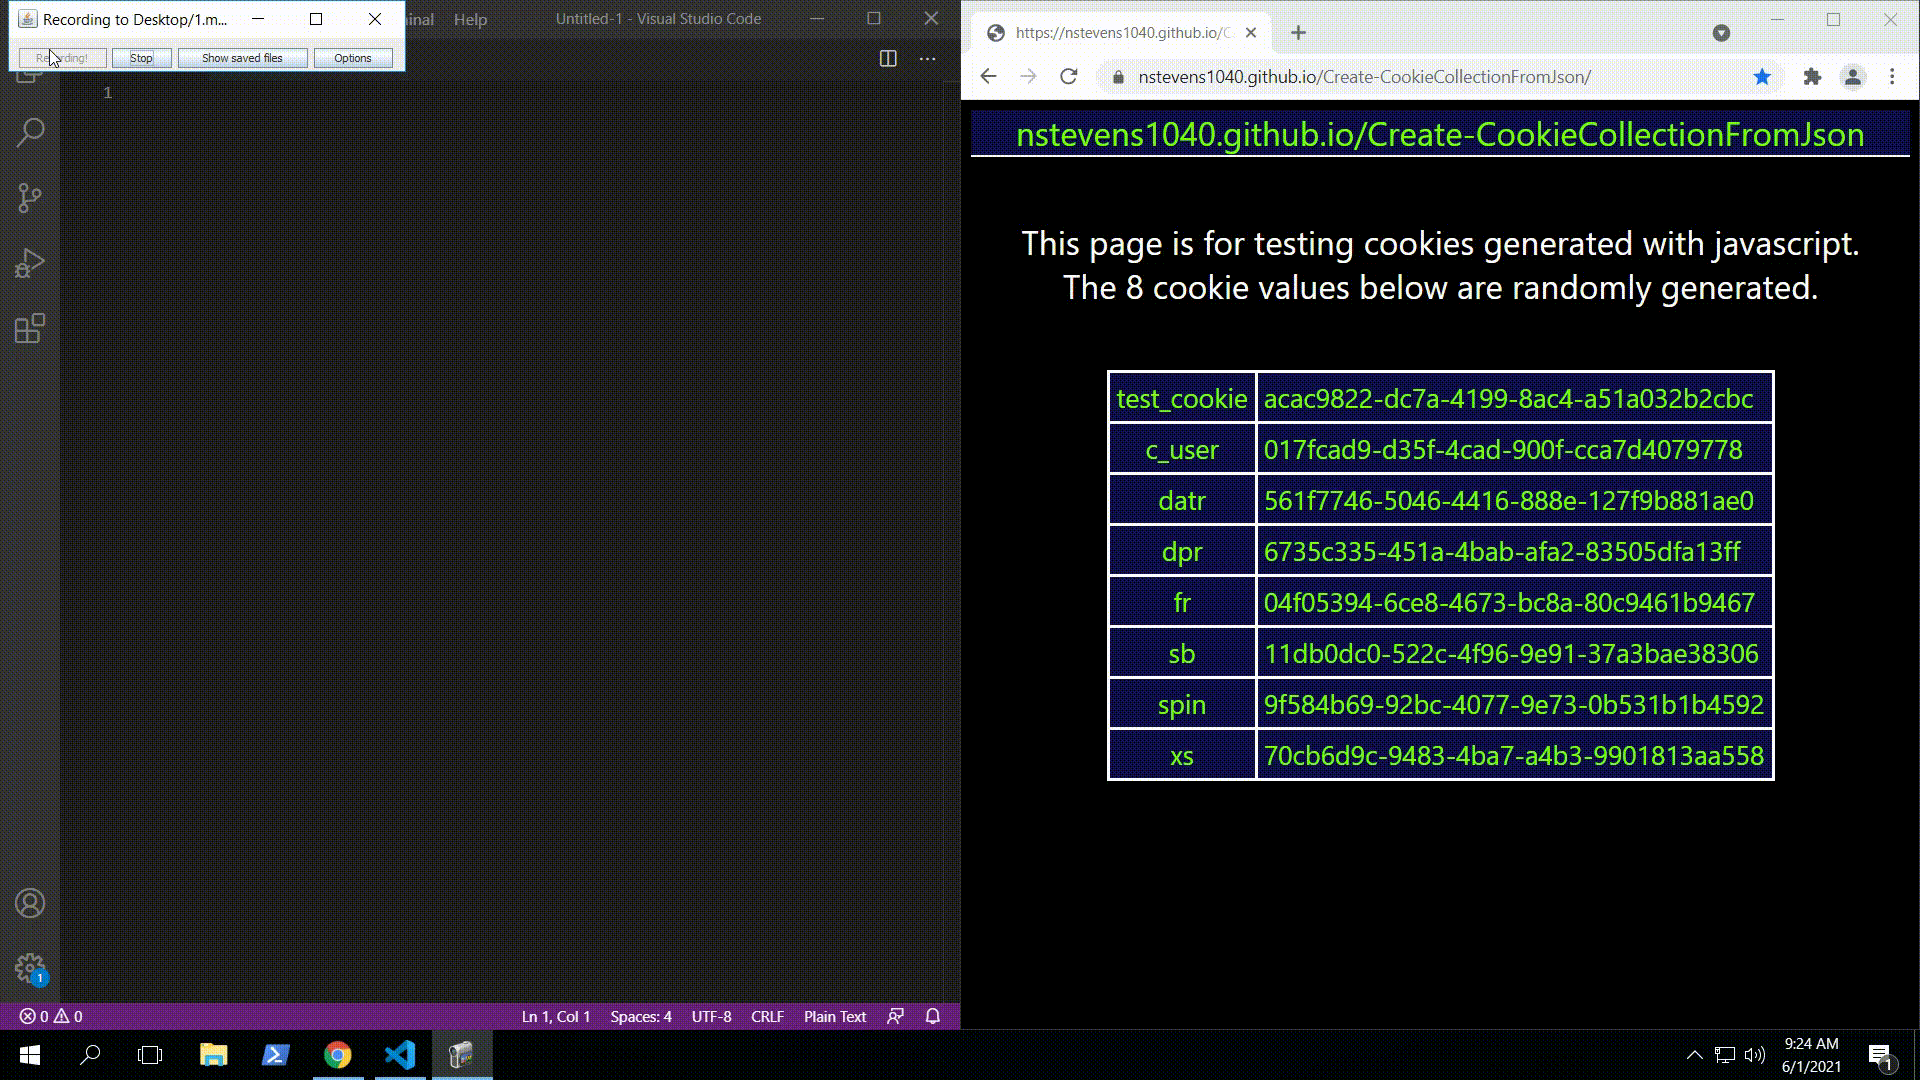 Recording to Desktop/1.m...
Recording!
Stop
Show saved files
Options
Help
Untitled-1 - Visual Studio Code
1
1
0
0
Ln 1, Col 1
Spaces: 4
UTF-8
CRLF
Plain Text
https://nstevens1040.github.io/C
nstevens1040.github.io/Create-CookieCollectionFromJson/
nstevens1040.github.io/Create-CookieCollectionFromJson
This page is for testing cookies generated with javascript.
The 8 cookie values below are randomly generated.
test_cookie acac9822-dc7a-4199-8ac4-a51a032b2cbc
c_user 017fcad9-d35f-4cad-900f-cca7d4079778
datr 561f7746-5046-4416-888e-127f9b881ae0
dpr 6735c335-451a-4bab-afa2-83505dfa13ff
fr 04f05394-6ce8-4673-bc8a-80c9461b9467
sb 11db0dc0-522c-4f96-9e91-37a3bae38306
spin 9f584b69-92bc-4077-9e73-0b531b1b4592
xs 70cb6d9c-9483-4ba7-a4b3-9901813aa558
9:24 AM
6/1/2021
1